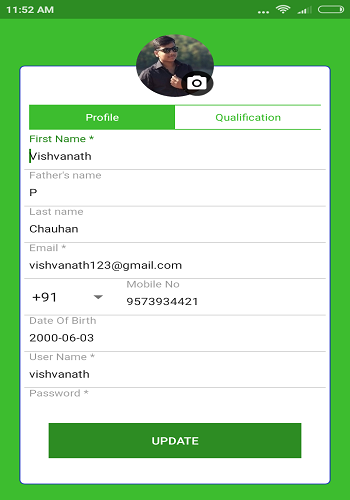 11:52 AM
Profile
Qualification
First Name *
Vishvanath
Father's name
P
Last name
Chauhan
Email *
vishvanath123@gmail.com
Mobile No
+91
9573934421
Date Of Birth
2000-06-03
User Name *
vishvanath
Password *
UPDATE